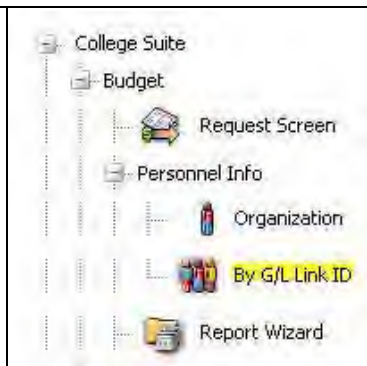 College Suite
Budget
Request Screen
Personnel Info
Organization
By G/L Link ID
Report Wizard